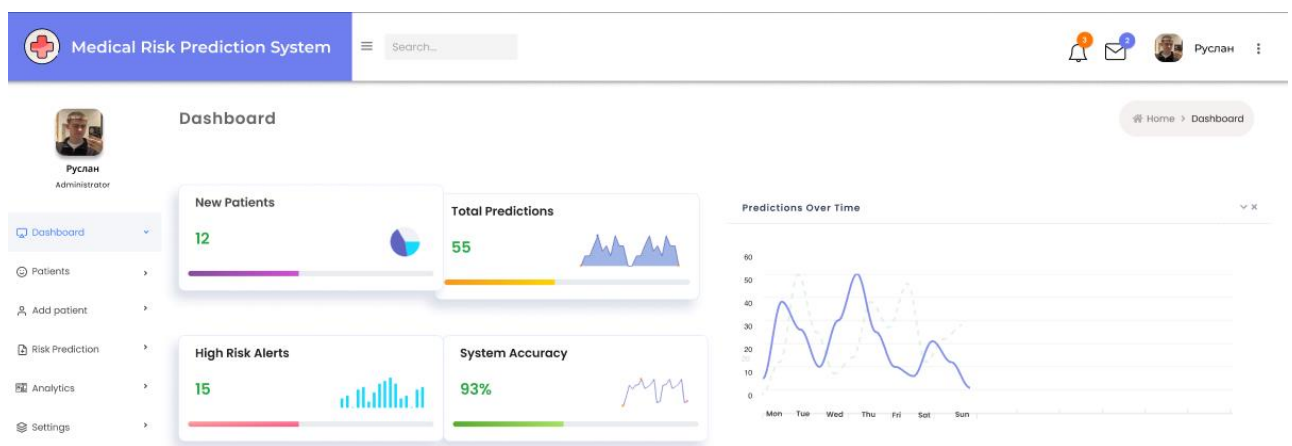 Medical Risk Prediction System
Search...
3
2
Руслан
Руслан
Administrator
Dashboard
Patients
Add patient
Risk Prediction
Analytics
Settings
Dashboard
Home > Dashboard
New Patients
12
Total Predictions
55
High Risk Alerts
15
System Accuracy
93%
Predictions Over Time
60
50
40
30
20
10
0
Mon Tue Wed Thu Fri Sat Sun